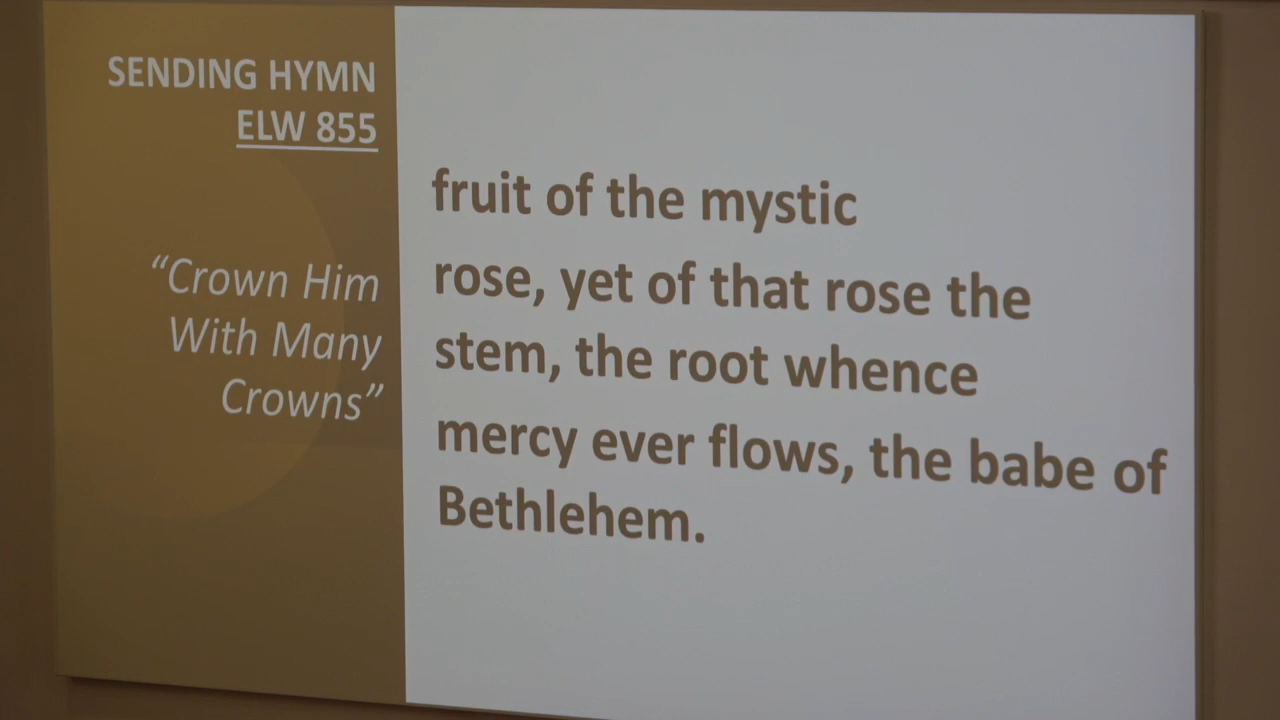 SENDING HYMN
ELW 855
“Crown Him
With Many
Crowns”
fruit of the mystic
rose, yet of that rose the
stem, the root whence
mercy ever flows, the babe of
Bethlehem.